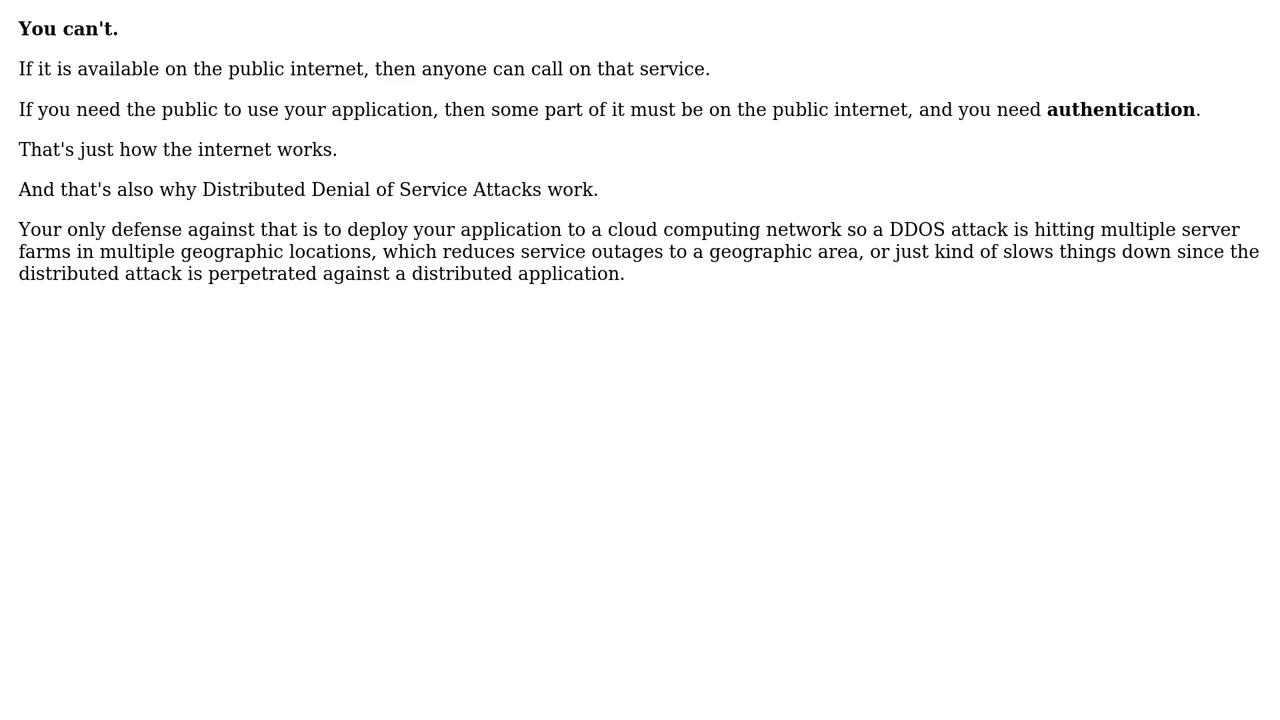 You can't.
If it is available on the public internet, then anyone can call on that service.
If you need the public to use your application, then some part of it must be on the public internet, and you need authentication.
That's just how the internet works.
And that's also why Distributed Denial of Service Attacks work.
Your only defense against that is to deploy your application to a cloud computing network so a DDOS attack is hitting multiple server
farms in multiple geographic locations, which reduces service outages to a geographic area, or just kind of slows things down since the
distributed attack is perpetrated against a distributed application.